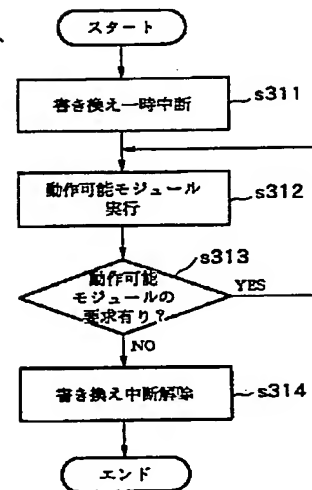 スタート
書き換え一時中断
s311
動作可能モジュール
実行
s312
動作可能
モジュールの
要求有り?
s313
YES
NO
書き換え中断解除
s314
エンド